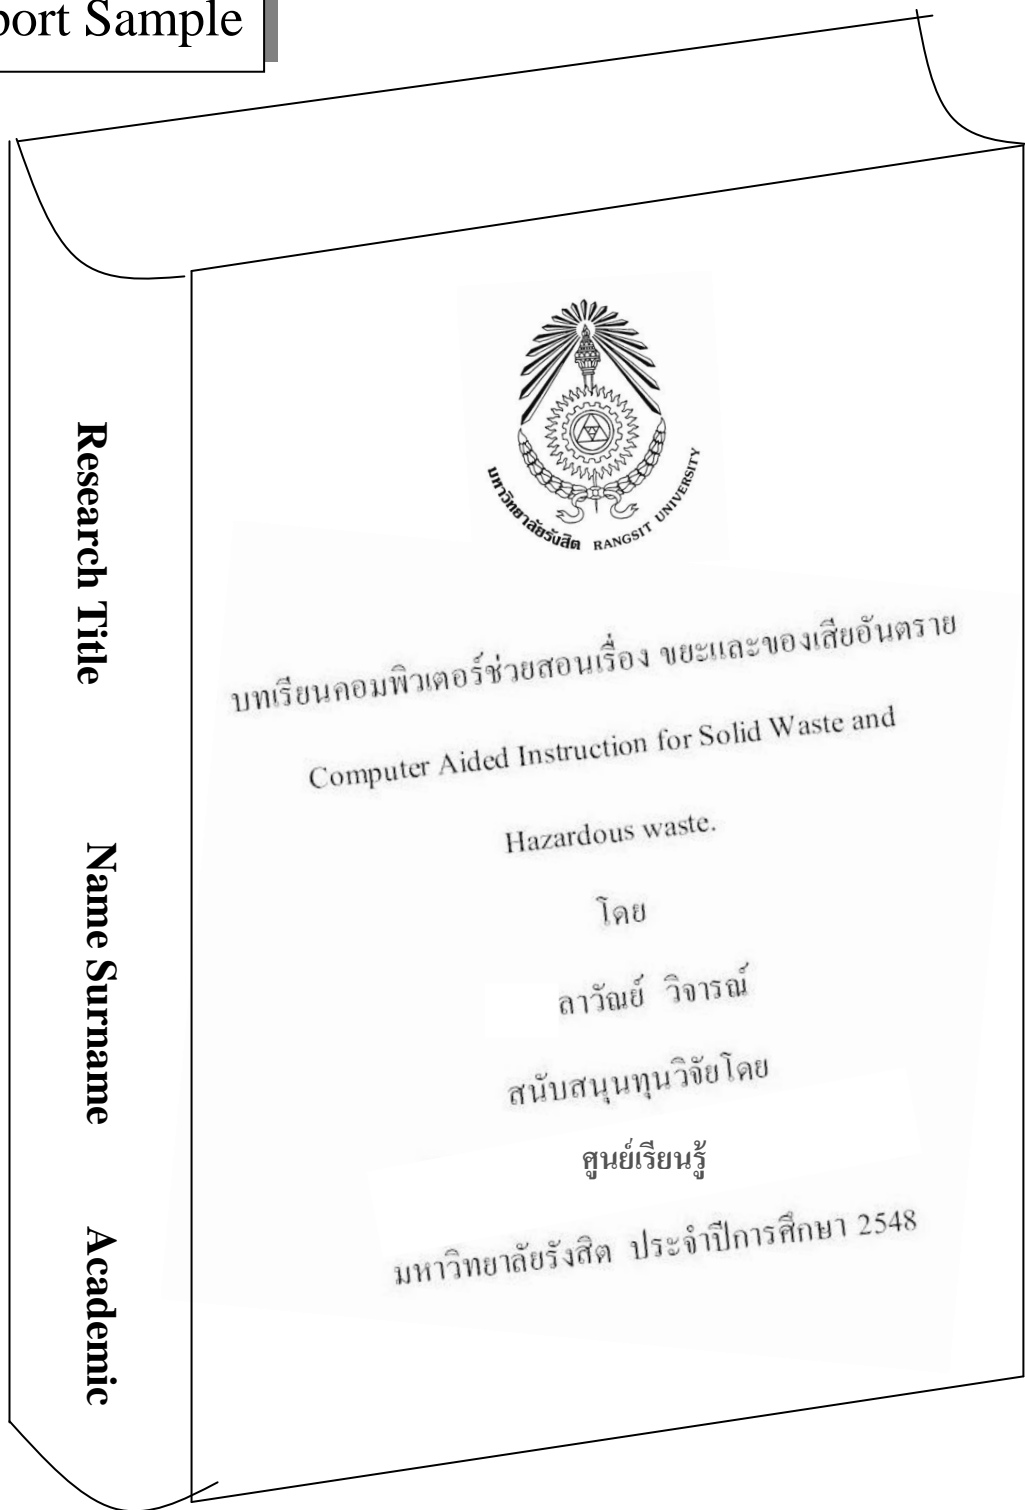 port Sample
Research Title
Name Surname
Academic
มหาวิทยาลัยรังสิต RANGSIT UNIVERSITY
บทเรียนคอมพิวเตอร์ช่วยสอนเรื่อง ขยะและของเสียอันตราย
Computer Aided Instruction for Solid Waste and
Hazardous waste.
โดย
ลาวัณย์ วิจารณ์
สนับสนุนทุนวิจัยโดย
ศูนย์เรียนรู้
มหาวิทยาลัยรังสิต ประจำปีการศึกษา 2548